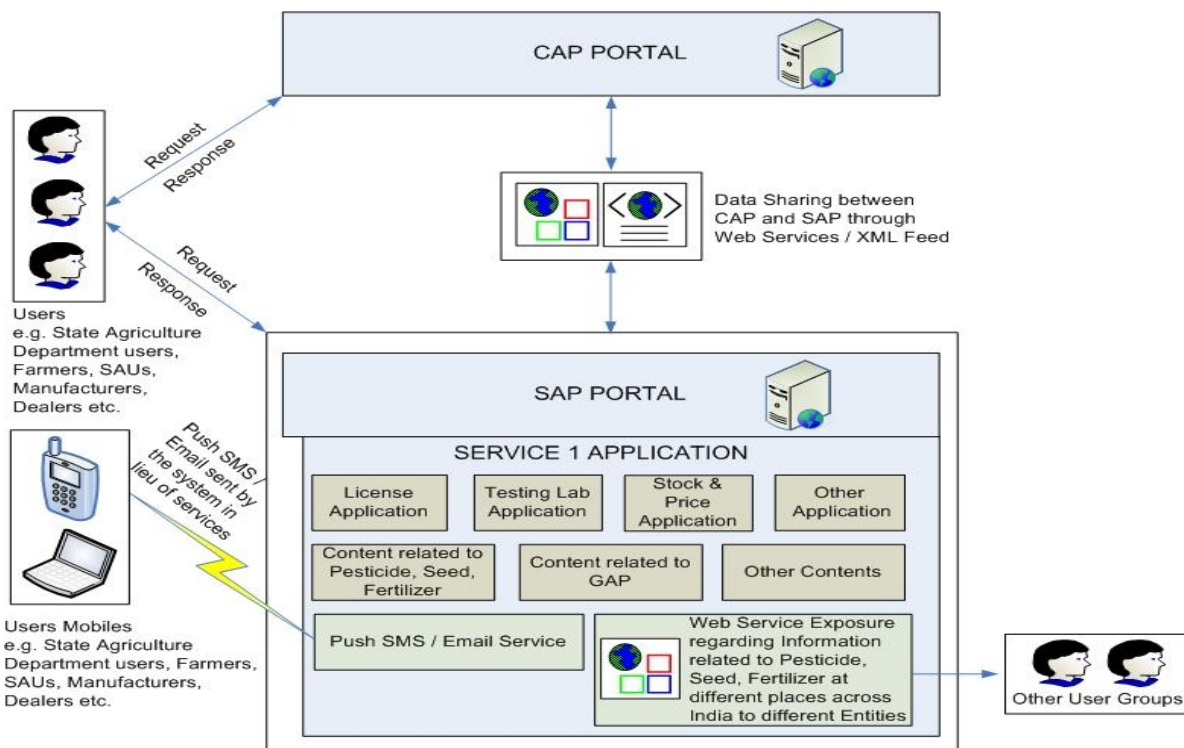 CAP PORTAL
Request
Response
Data Sharing between
CAP and SAP through
Web Services / XML Feed
Request
Response
Users
e.g. State Agriculture
Department users,
Farmers, SAUs,
Manufacturers,
Dealers etc.
SAP PORTAL
SERVICE 1 APPLICATION
License
Application
Testing Lab
Application
Stock &
Price
Application
Other
Application
Content related to
Pesticide, Seed,
Fertilizer
Content related to
GAP
Other Contents
Push SMS /
Email sent by
the system in
lieu of services
Push SMS / Email Service
Web Service Exposure
regarding Information
related to Pesticide,
Seed, Fertilizer at
different places across
India to different Entities
Users Mobiles
e.g. State Agriculture
Department users, Farmers,
SAUs, Manufacturers,
Dealers etc.
Other User Groups